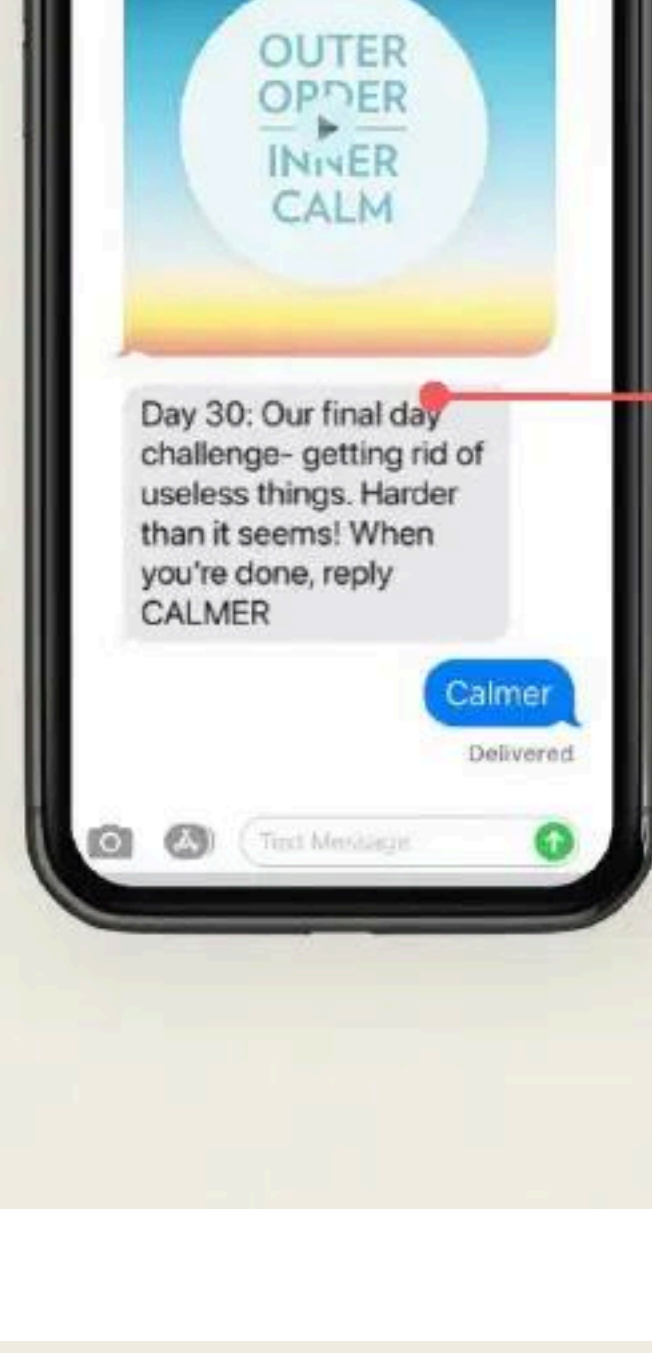 OUTER
ORDER
INNER
CALM
Day 30: Our final day
challenge- getting rid of
useless things. Harder
than it seems! When
you're done, reply
CALMER
Calmer
Delivered
Text Message